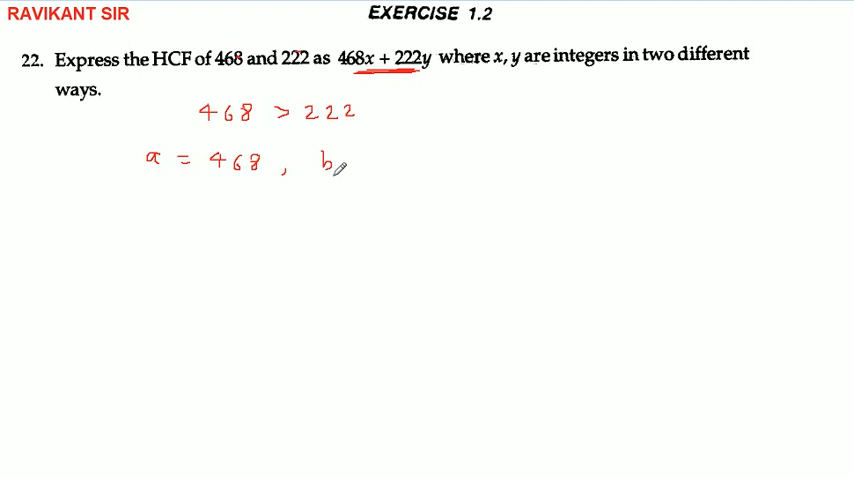 RAVIKANT SIR
EXERCISE 1.2
22. Express the HCF of 468 and 222 as 468x + 222y where x, y are integers in two different
ways.
468 > 222
a = 468 , b